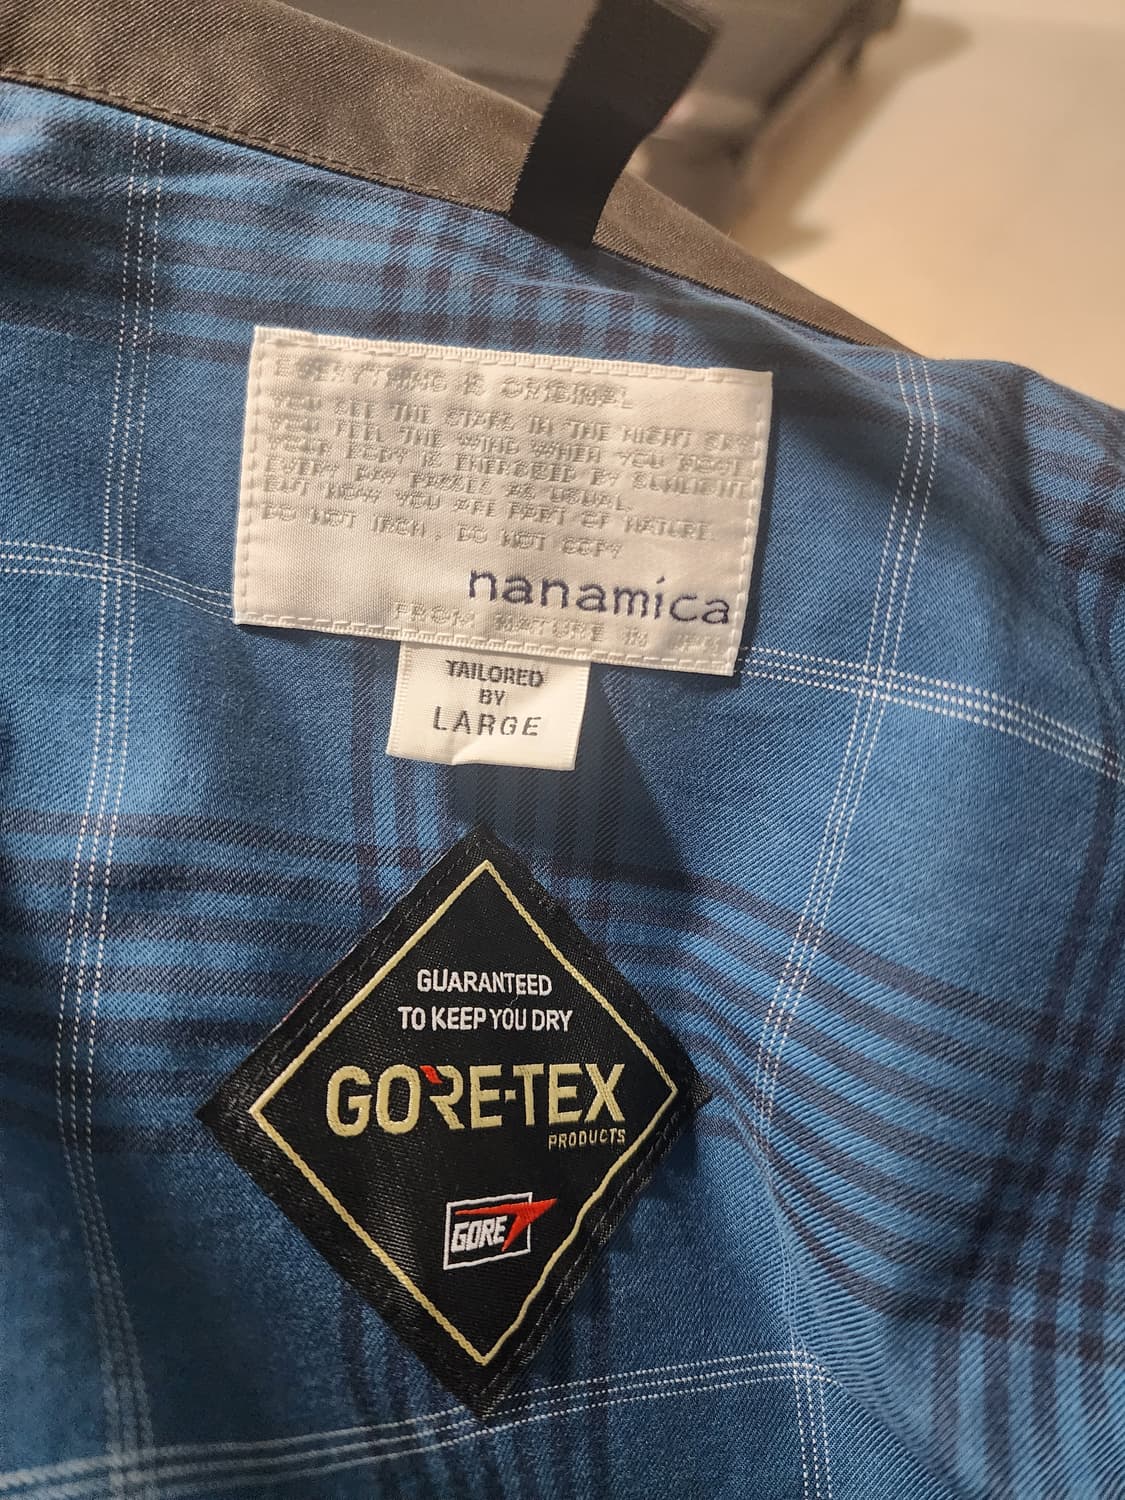 EVERYTHING IS ORIGINAL
YOU SEE THE STARS IN THE NIGHT SKY
YOU FEEL THE WIND WHEN YOU
YOUR BODY IS ENERGIZED BY SUNLIGHT
EVERY DAY PASSES AS USUAL.
BUT NOW YOU ARE PART OF NATURE.
DO NOT IRON, DO NOT COPY
nanamica
FROM NATURE IN
TAILORED
BY
LARGE
GUARANTEED
TO KEEP YOU DRY
GORE-TEX
PRODUCTS
GORE